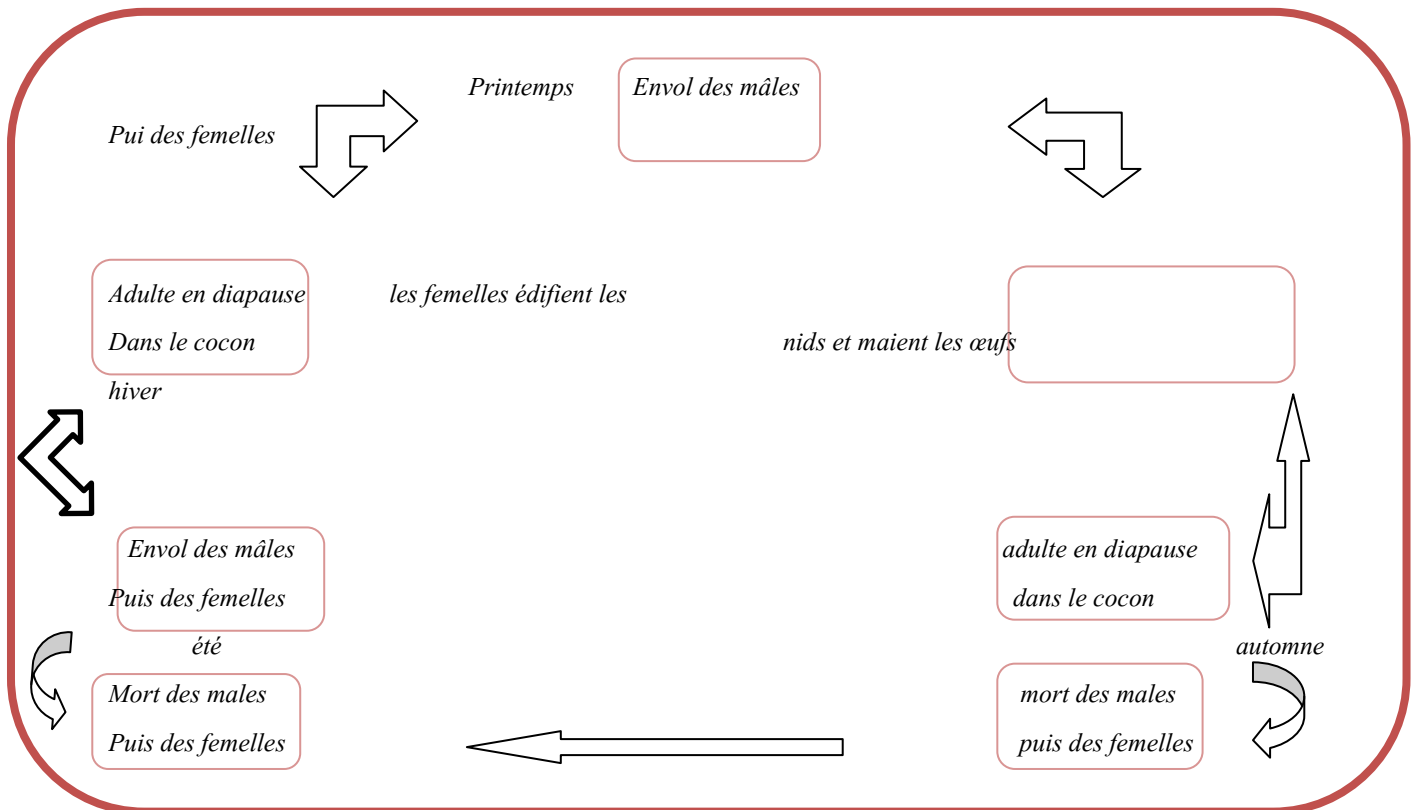 Printemps Envol des mâles
Pui des femelles
Adulte en diapause les femelles édifient les
Dans le cocon nids et maient les œufs
hiver
Envol des mâles adulte en diapause
Puis des femelles dans le cocon
été automne
Mort des males mort des males
Puis des femelles puis des femelles